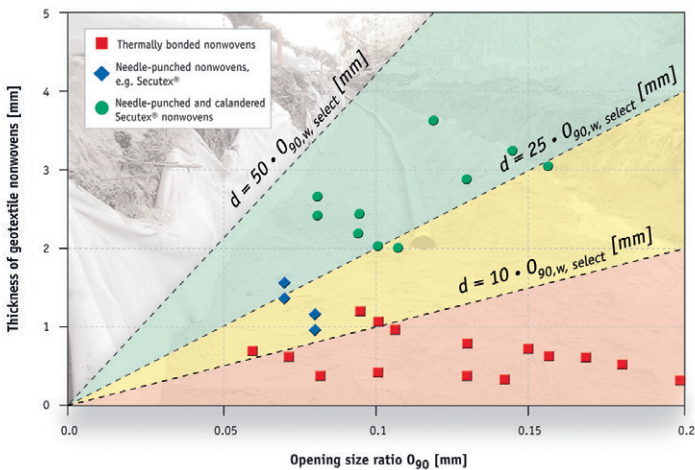 Thickness of geotextile nonwovens [mm]
5
4
3
2
1
0
Thermally bonded nonwovens
Needle-punched nonwovens,
e.g. Secutex®
Needle-punched and calandered
Secutex® nonwovens
d = 50 • O90,w, select [mm]
d = 25 • O90,w, select [mm]
d = 10 • O90,w, select [mm]
0.0 0.05 0.1 0.15 0.2
Opening size ratio O90 [mm]